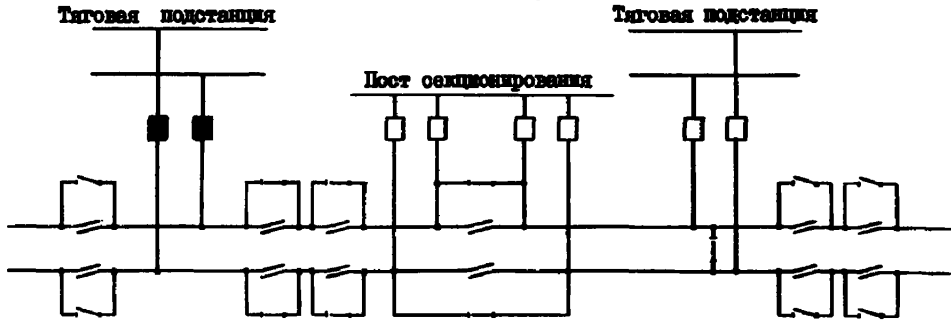 Тяговая подстанция
Тяговая подстанция
Пост секционирования